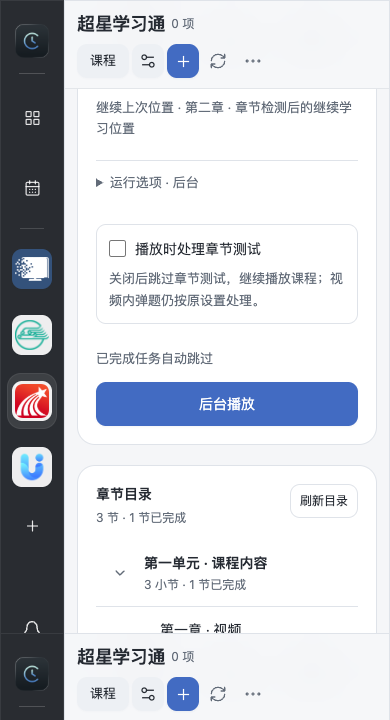 超星学习通 0 项
课程
继续上次位置 · 第二章 · 章节检测后的继续学
习位置
运行选项 · 后台
播放时处理章节测试
关闭后跳过章节测试，继续播放课程；视
频内弹题仍按原设置处理。
已完成任务自动跳过
后台播放
章节目录
刷新目录
3 节 · 1 节已完成
第一单元 · 课程内容
3 小节 · 1 节已完成
第一章 · 视频
超星学习通 0 项
课程